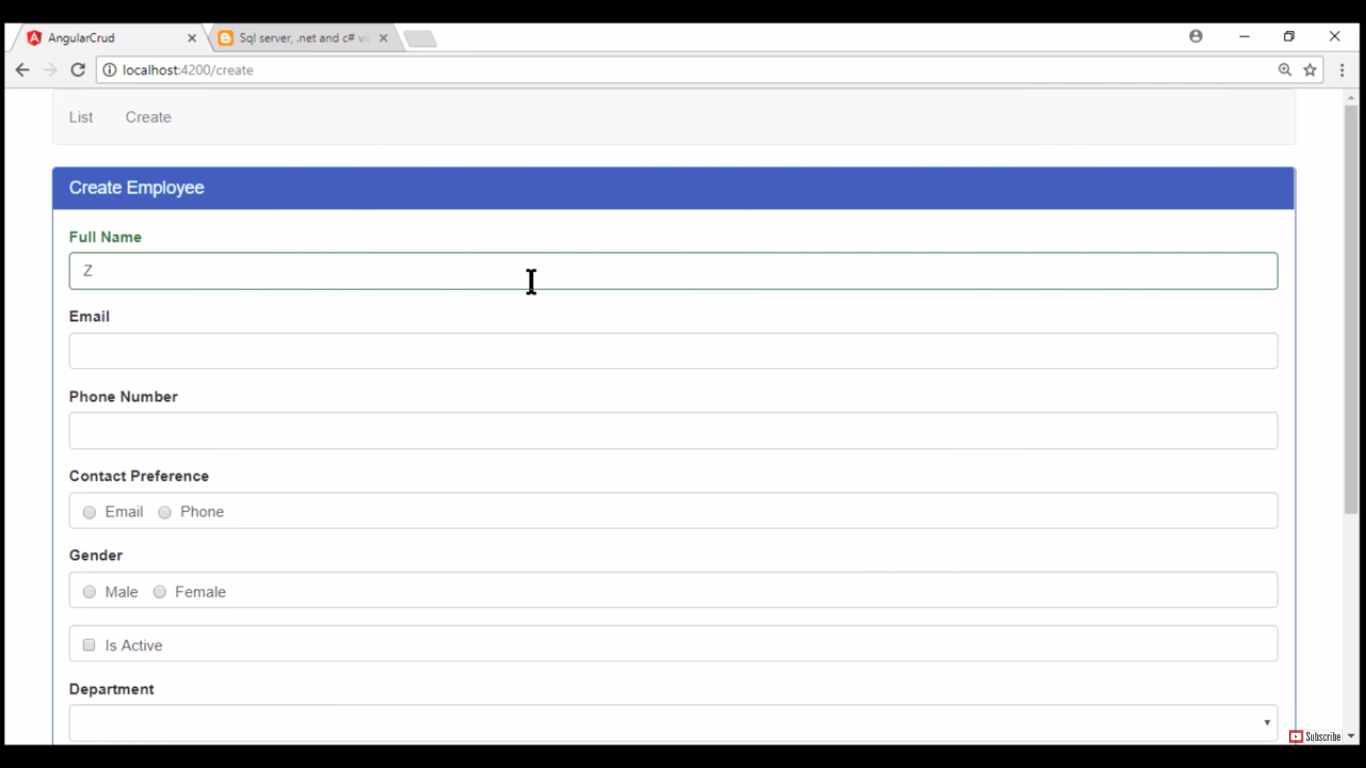 AngularCrud
Sql server, .net and c# vi
localhost:4200/create
List Create
Create Employee
Full Name
Z
Email
Phone Number
Contact Preference
Email Phone
Gender
Male Female
Is Active
Department
Subscribe